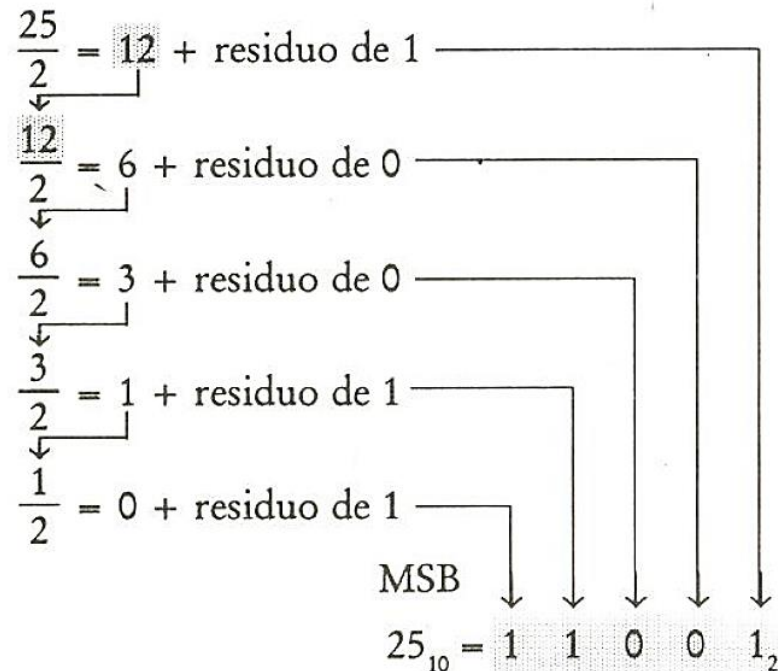 25/2 = 12 + residuo de 1
12/2 = 6 + residuo de 0
6/2 = 3 + residuo de 0
3/2 = 1 + residuo de 1
1/2 = 0 + residuo de 1
MSB
25₁₀ = 1 1 0 0 1₂